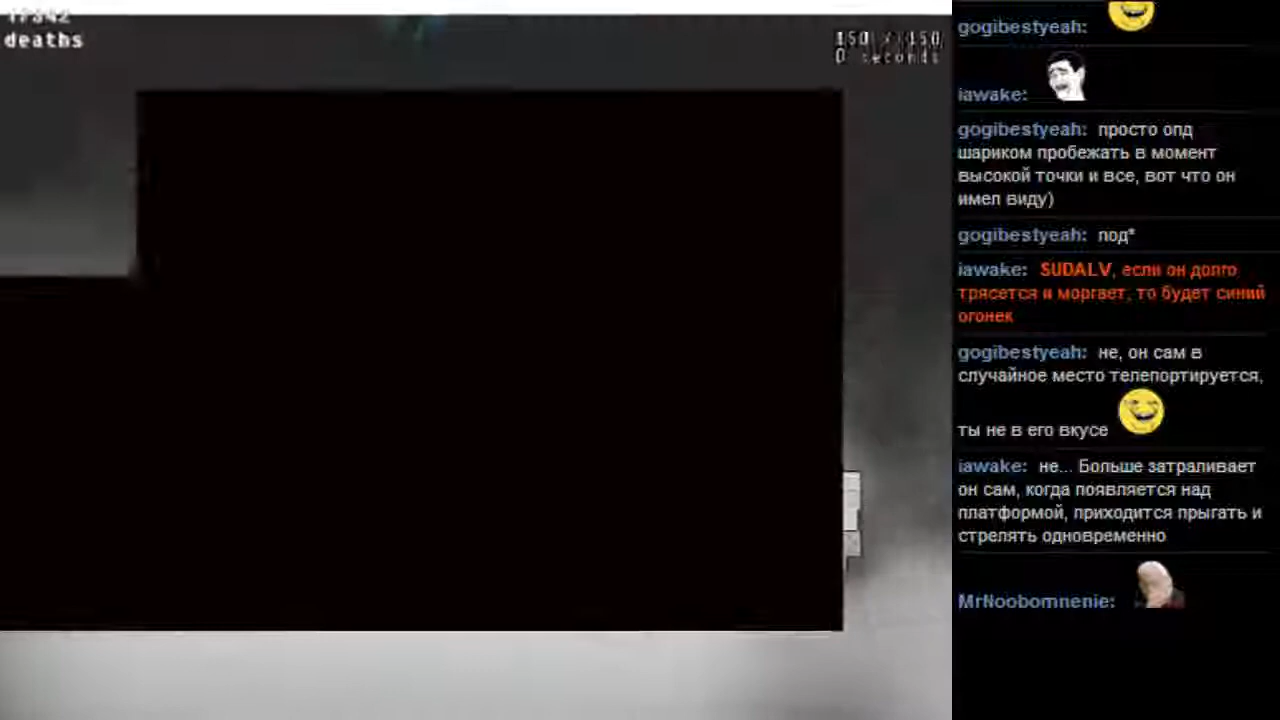 17342
deaths
150 / 150
0 seconds
gogibestyeah:
iawake:
gogibestyeah: просто опд
шариком пробежать в момент
высокой точки и все, вот что он
имел виду)
gogibestyeah: под*
iawake: SUDALV, если он долго
трясется и моргает, то будет синий
огонек
gogibestyeah: не, он сам в
случайное место телепортируется,
ты не в его вкусе
iawake: не... Больше затраливает
он сам, когда появляется над
платформой, приходится прыгать и
стрелять одновременно
MrNoobomnenie: